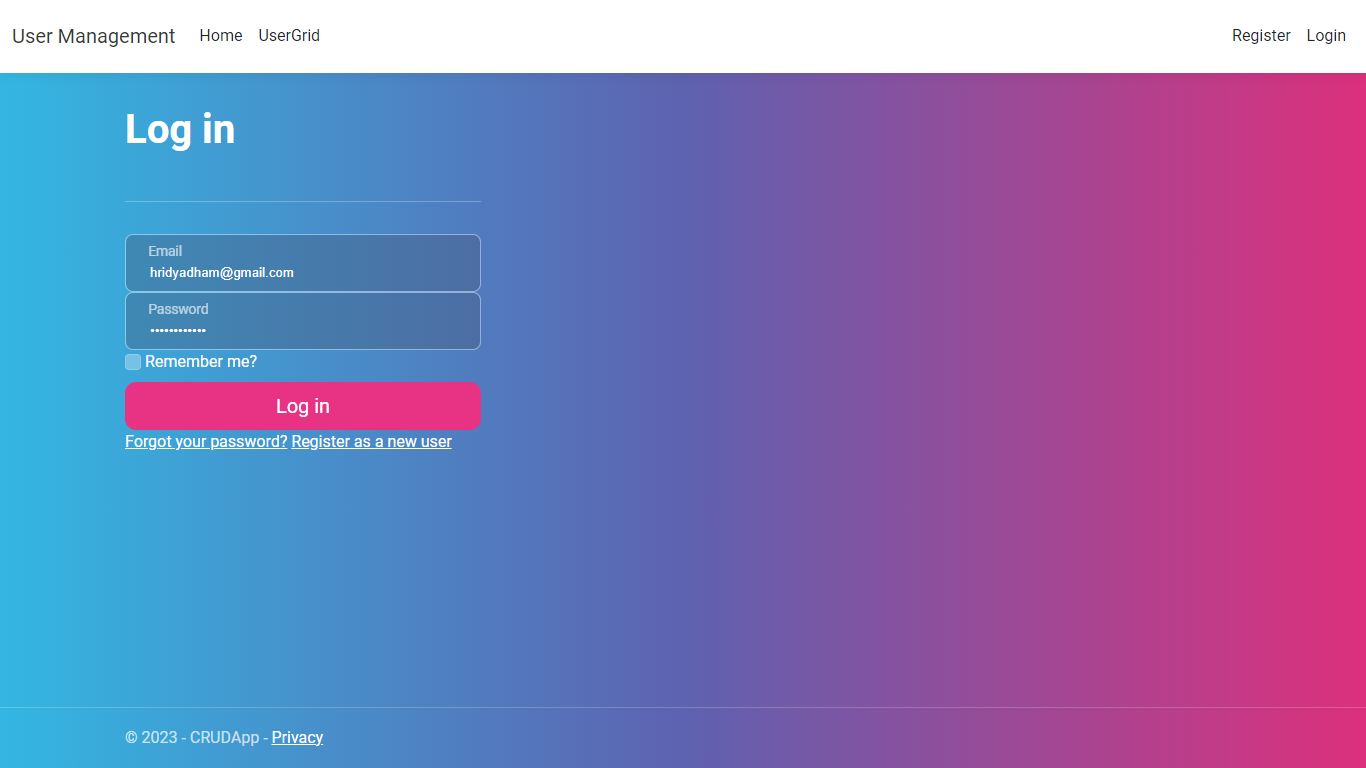 User Management Home UserGrid Register Login
Log in
Email
hridyadham@gmail.com
Password
••••••••••••
Remember me?
Log in
Forgot your password? Register as a new user
© 2023 - CRUDApp - Privacy